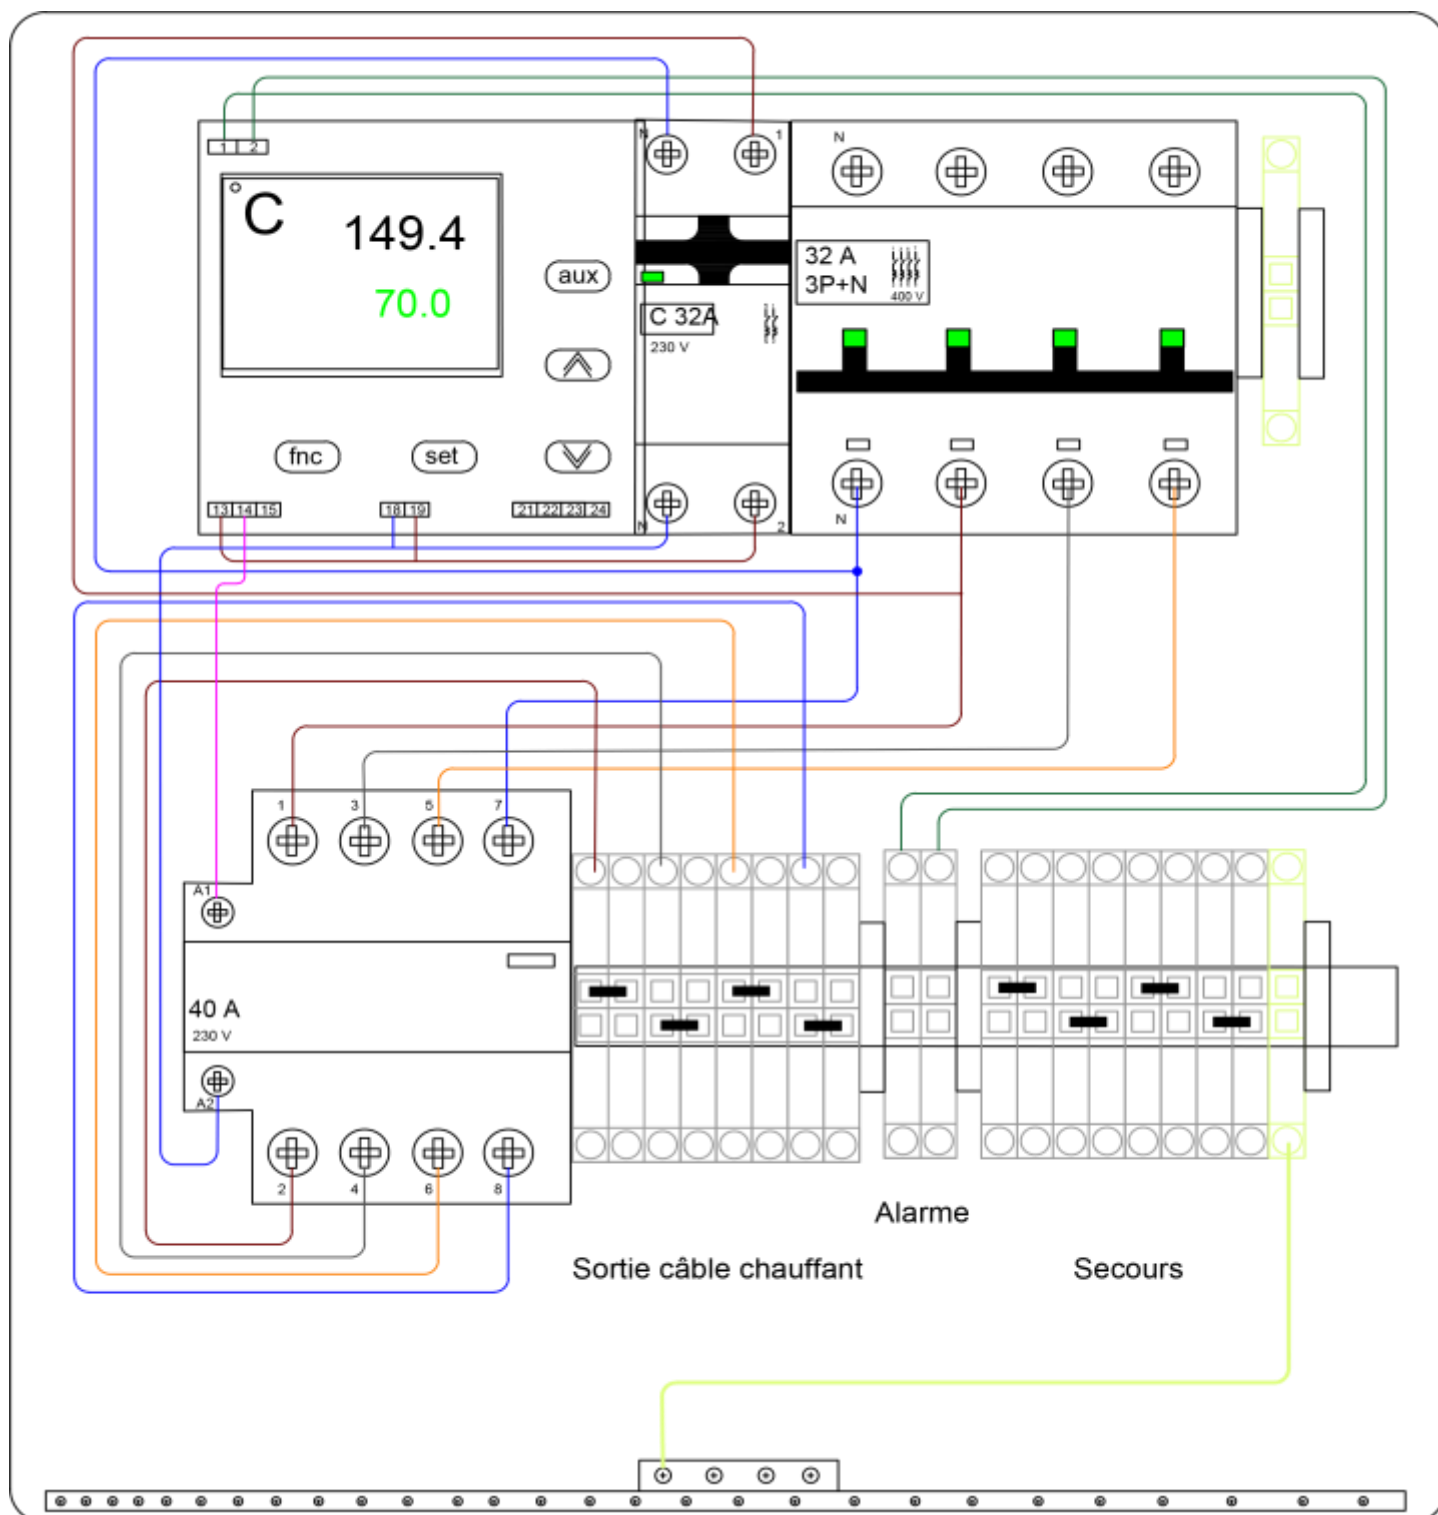 N
1
N
1 2
° C
149.4
70.0
aux
32 A
3P+N
400 V
C 32A
230 V
fnc
set
13 14 15
18 19
21 22 23 24
N
2
N
1
3
5
7
A1
40 A
230 V
A2
2
4
6
8
Alarme
Sortie câble chauffant
Secours